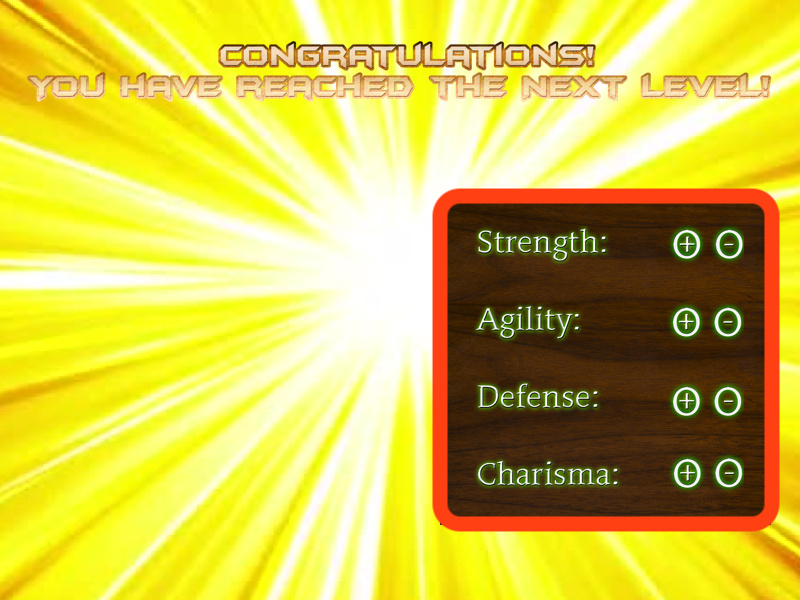 CONGRATULATIONS!
YOU HAVE REACHED THE NEXT LEVEL!
Strength: + -
Agility: + -
Defense: + -
Charisma: + -